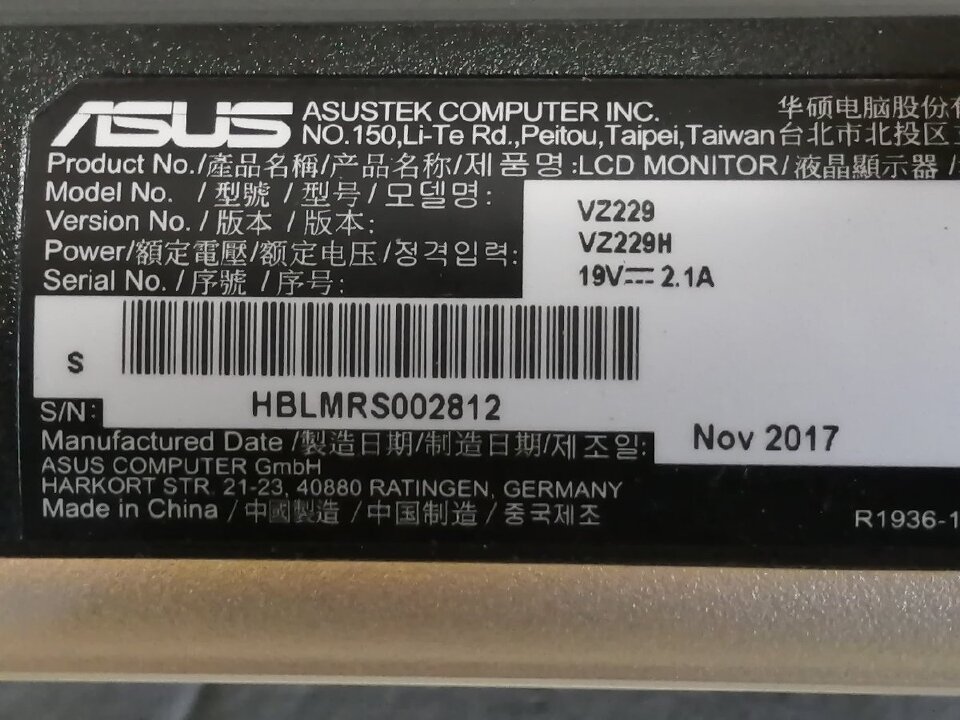 ASUS ASUSTEK COMPUTER INC. 华硕电脑股份
NO.150,Li-Te Rd.,Peitou,Taipei,Taiwan 台北市北投区
Product No./產品名稱/产品名称/제품명:LCD MONITOR/液晶顯示器/
Model No. / 型號 / 型号 / 모델명: VZ229
Version No. / 版本 / 版本: VZ229H
Power/額定電壓/额定电压/정격입력: 19V⎓2.1A
Serial No. / 序號 / 序号:
S
S/N: HBLMRS002812
Manufactured Date /製造日期/制造日期/제조일: Nov 2017
ASUS COMPUTER GmbH
HARKORT STR. 21-23, 40880 RATINGEN, GERMANY
Made in China / 中國製造 / 中国制造 / 중국제조
R1936-1